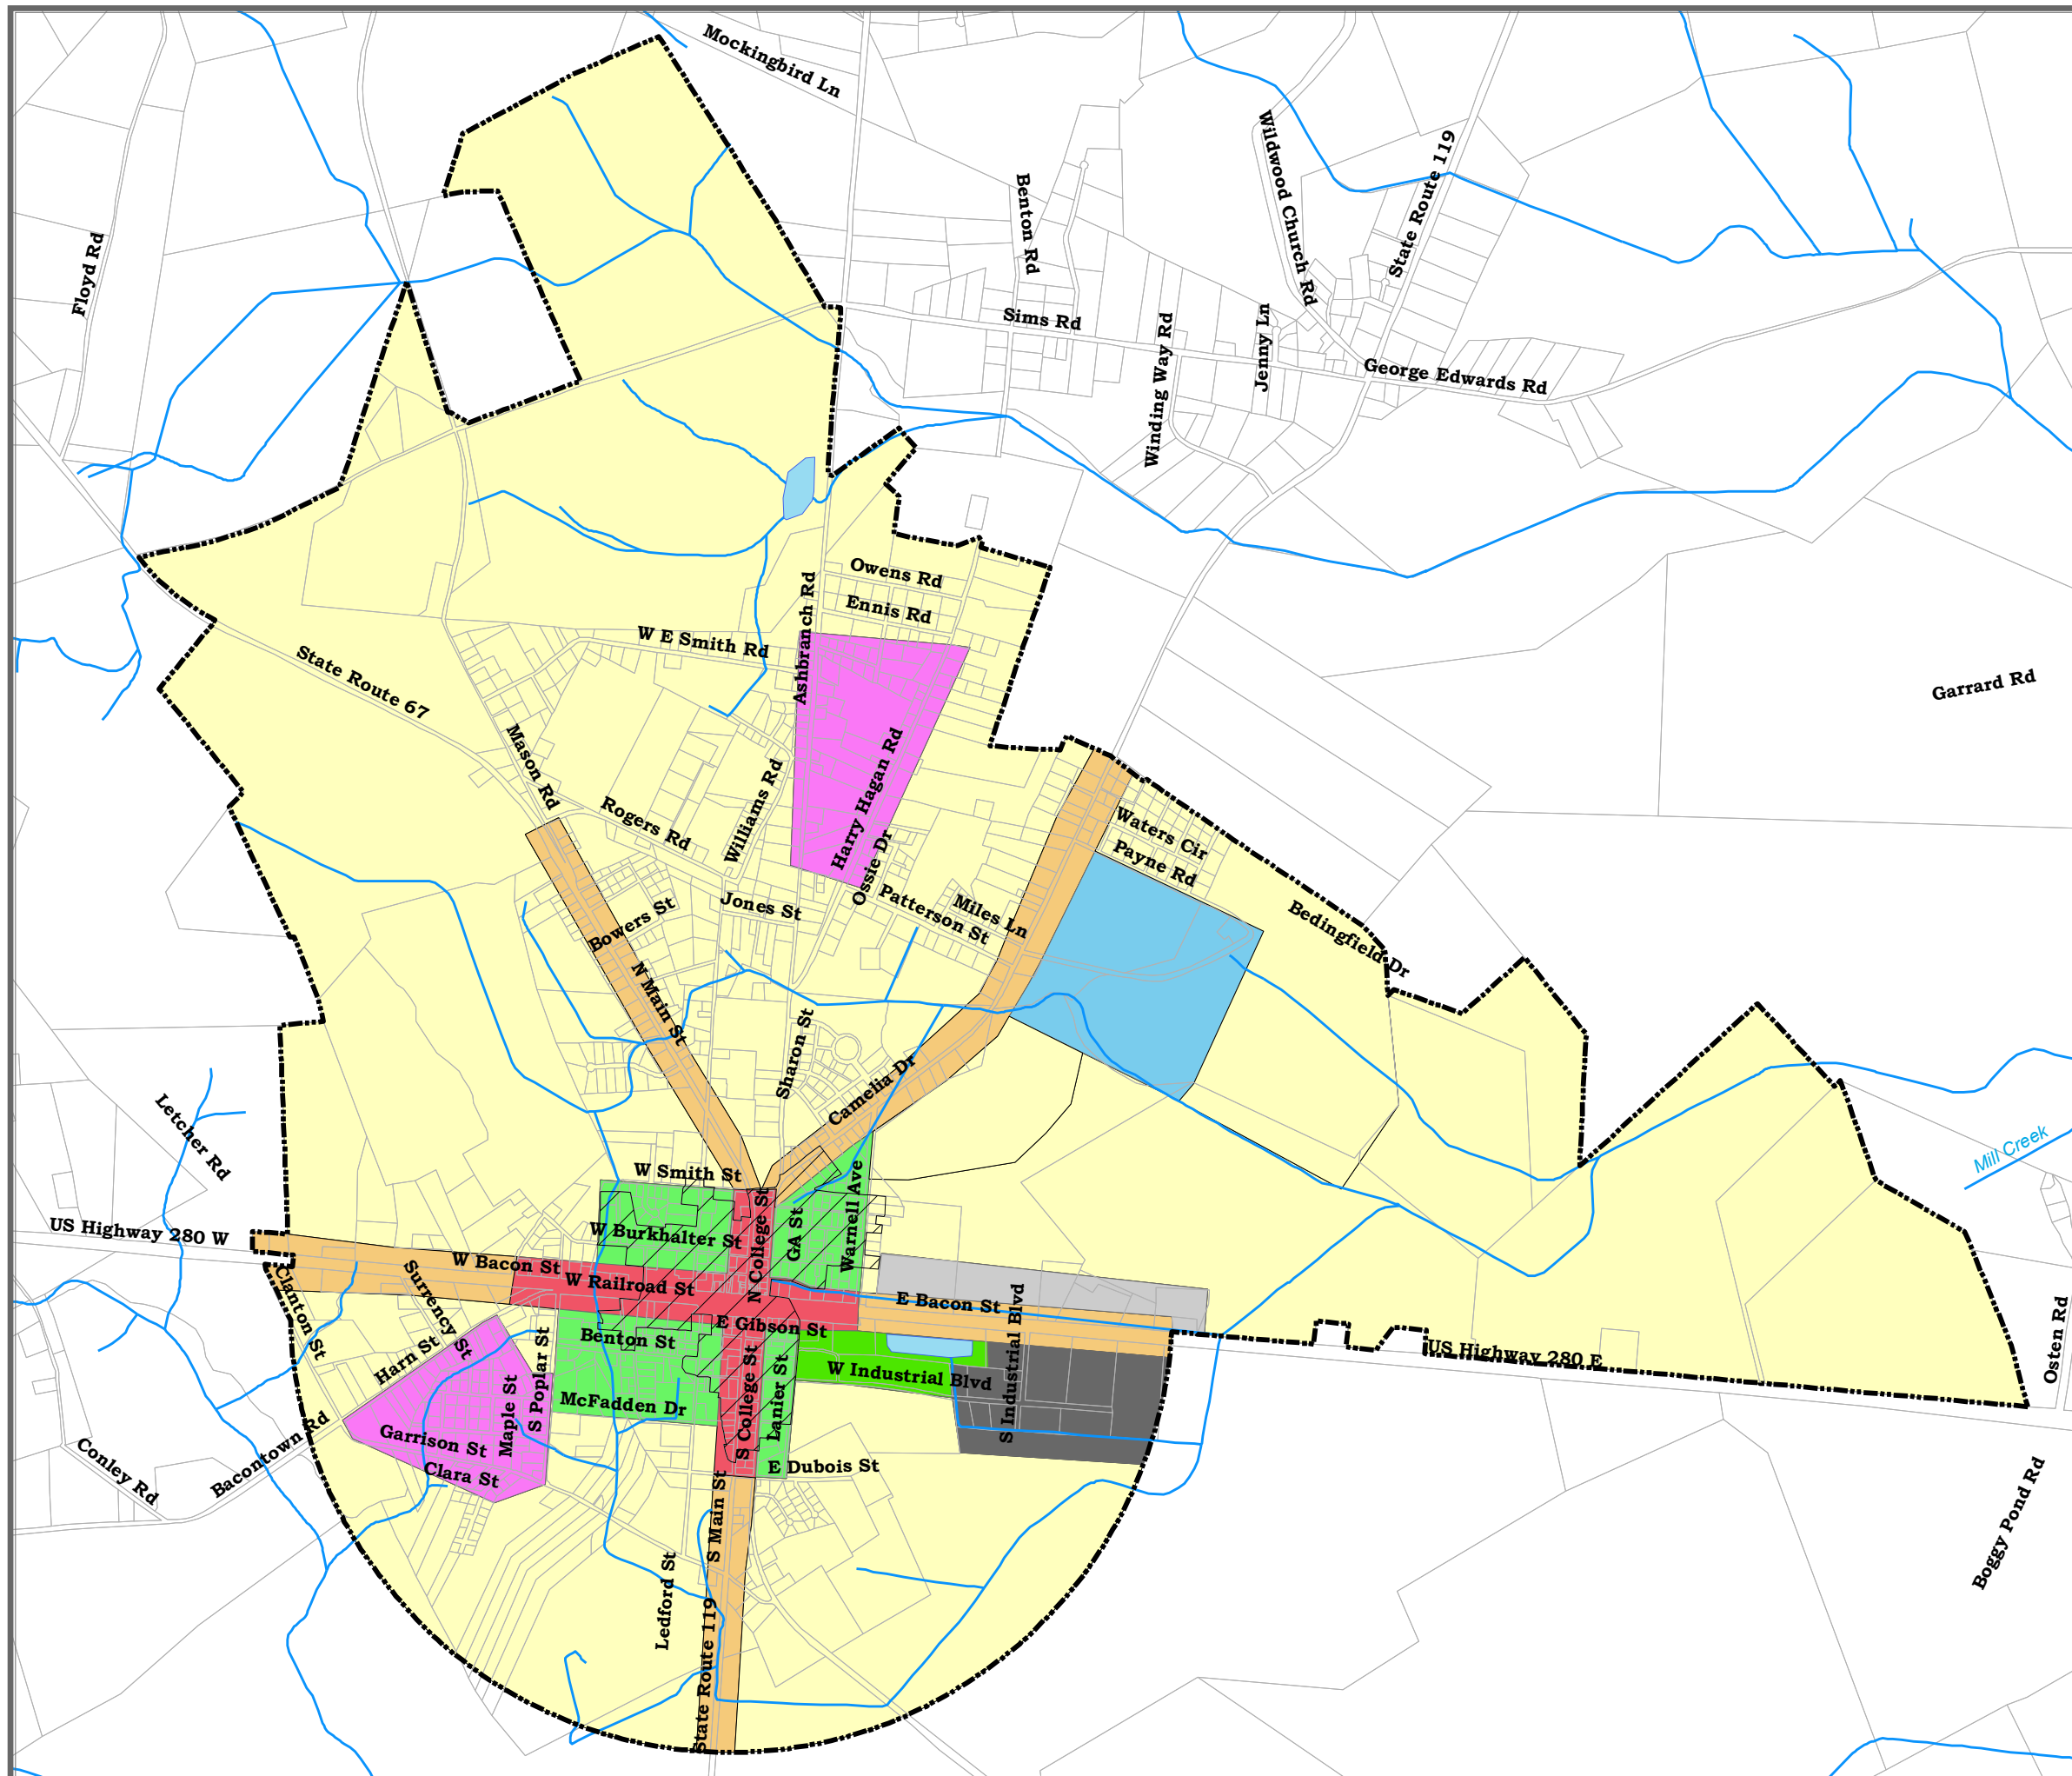 Mockingbird Ln
Wildwood Church Rd
State Route 119
Benton Rd
Floyd Rd
Sims Rd
Winding Way Rd
Jenny Ln
George Edwards Rd
Owens Rd
Ennis Rd
Ashbranch Rd
W E Smith Rd
State Route 67
Garrard Rd
Mason Rd
Harry Hagan Rd
Williams Rd
Rogers Rd
Waters Cir
Payne Rd
Ossie Dr
Jones St
Patterson St
Miles Ln
Bowers St
Bedingfield Dr
N Main St
Sharon St
Camelia Dr
Letcher Rd
Mill Creek
W Smith St
Warnell Ave
US Highway 280 W
W Burkhalter St
N College St
GA St
W Bacon St
W Railroad St
Clanton St
Surrency St
E Bacon St
S Industrial Blvd
E Gibson St
Benton St
US Highway 280 E
Osten Rd
Harn St
S Poplar St
Maple St
W Industrial Blvd
McFadden Dr
S College St
Lanier St
Garrison St
Clara St
Bacontown Rd
Conley Rd
E Dubois St
S Main St
Boggy Pond Rd
Ledford St
State Route 119